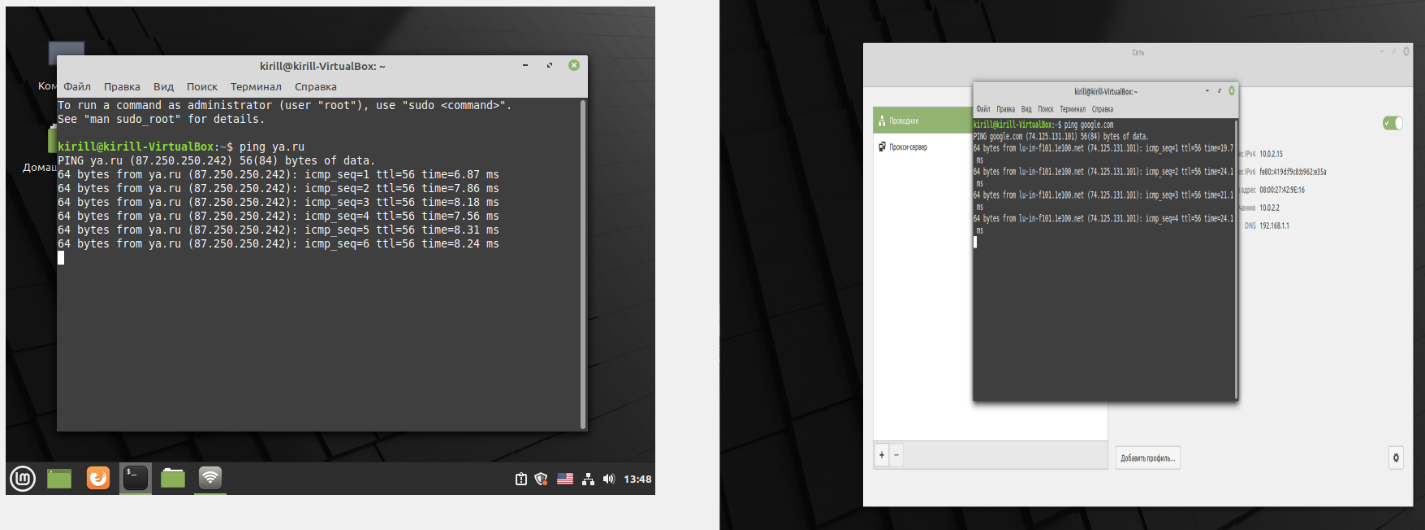 Ком
Домаш
kirill@kirill-VirtualBox: ~
Файл Правка Вид Поиск Терминал Справка
To run a command as administrator (user "root"), use "sudo <command>".
See "man sudo_root" for details.
kirill@kirill-VirtualBox:~$ ping ya.ru
PING ya.ru (87.250.250.242) 56(84) bytes of data.
64 bytes from ya.ru (87.250.250.242): icmp_seq=1 ttl=56 time=6.87 ms
64 bytes from ya.ru (87.250.250.242): icmp_seq=2 ttl=56 time=7.86 ms
64 bytes from ya.ru (87.250.250.242): icmp_seq=3 ttl=56 time=8.18 ms
64 bytes from ya.ru (87.250.250.242): icmp_seq=4 ttl=56 time=7.56 ms
64 bytes from ya.ru (87.250.250.242): icmp_seq=5 ttl=56 time=8.31 ms
64 bytes from ya.ru (87.250.250.242): icmp_seq=6 ttl=56 time=8.24 ms
13:48
Сеть
Проводное
Прокси-сервер
kirill@kirill-VirtualBox: ~
Файл Правка Вид Поиск Терминал Справка
kirill@kirill-VirtualBox:~$ ping google.com
PING google.com (74.125.131.101) 56(84) bytes of data.
64 bytes from lu-in-f101.1e100.net (74.125.131.101): icmp_seq=1 ttl=56 time=19.7
ms
64 bytes from lu-in-f101.1e100.net (74.125.131.101): icmp_seq=2 ttl=56 time=24.1
ms
64 bytes from lu-in-f101.1e100.net (74.125.131.101): icmp_seq=3 ttl=56 time=21.1
ms
64 bytes from lu-in-f101.1e100.net (74.125.131.101): icmp_seq=4 ttl=56 time=24.1
ms
ес IPv4 10.0.2.15
ес IPv6 fe80::419d:f9c8:b962:a35a
адрес 08:00:27:42:9E:16
чанию 10.0.2.2
DNS 192.168.1.1
+ −
Добавить профиль...